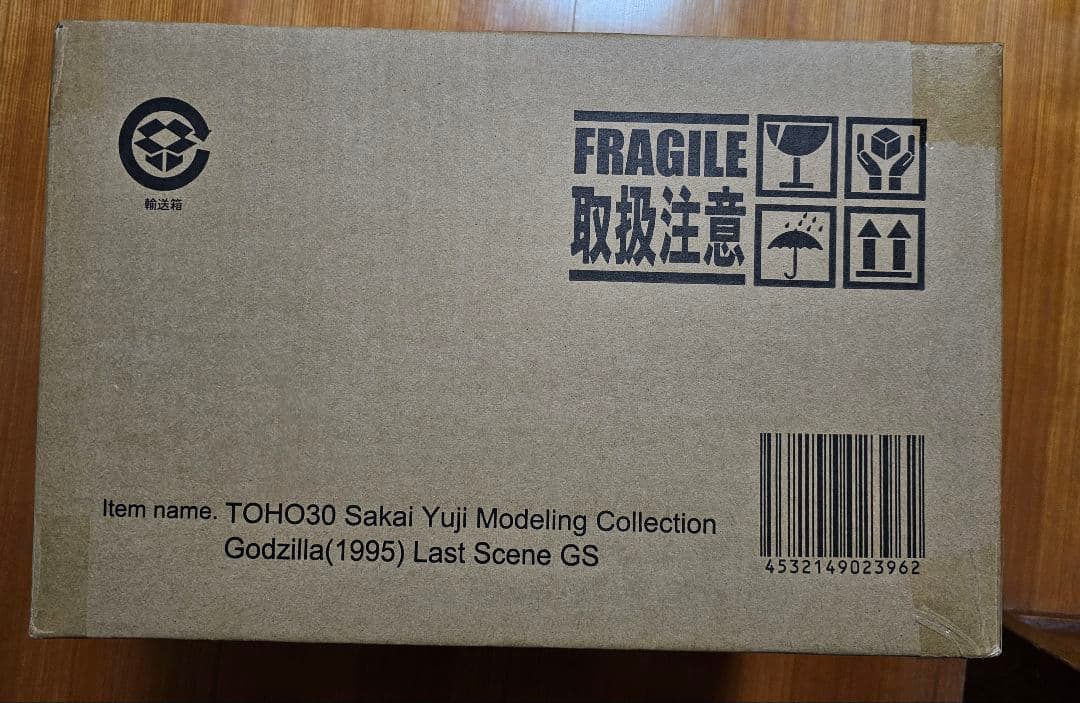 輸送箱
FRAGILE
取扱注意
Item name. TOHO30 Sakai Yuji Modeling Collection
Godzilla(1995) Last Scene GS
4532149023962